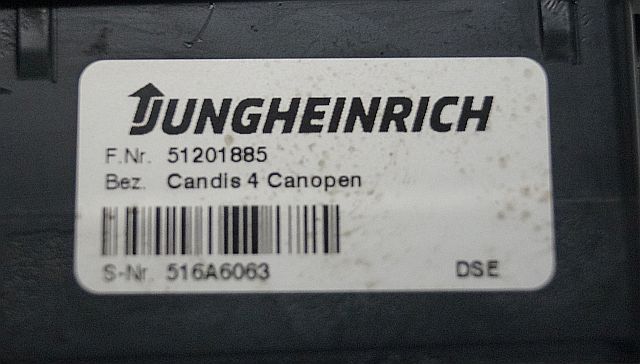 JUNGHEINRICH
F.Nr. 51201885
Bez. Candis 4 Canopen
S-Nr. 516A6063 DSE